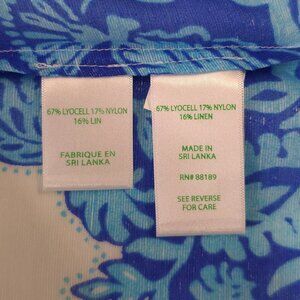 67% LYOCELL 17% NYLON
16% LIN
FABRIQUE EN
SRI LANKA
67% LYOCELL 17% NYLON
16% LINEN
MADE IN
SRI LANKA
RN# 88189
SEE REVERSE
FOR CARE